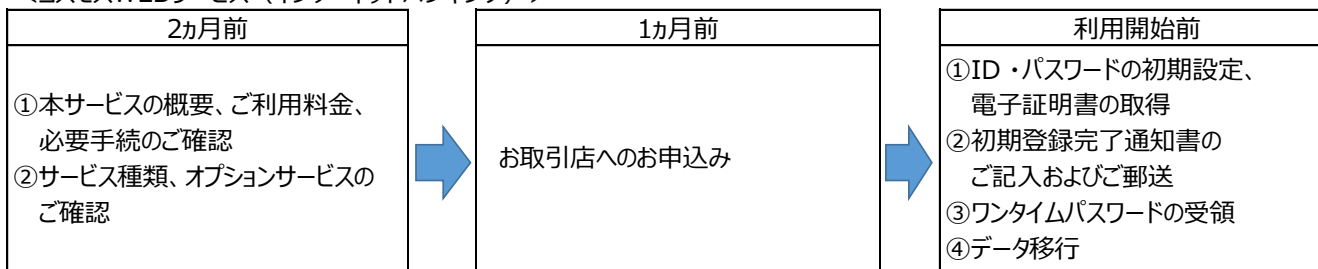 2ヵ月前
①本サービスの概要、ご利用料金、
必要手続のご確認
②サービス種類、オプションサービスの
ご確認
1ヵ月前
お取引店へのお申込み
利用開始前
①ID・パスワードの初期設定、
電子証明書の取得
②初期登録完了通知書の
ご記入およびご郵送
③ワンタイムパスワードの受領
④データ移行